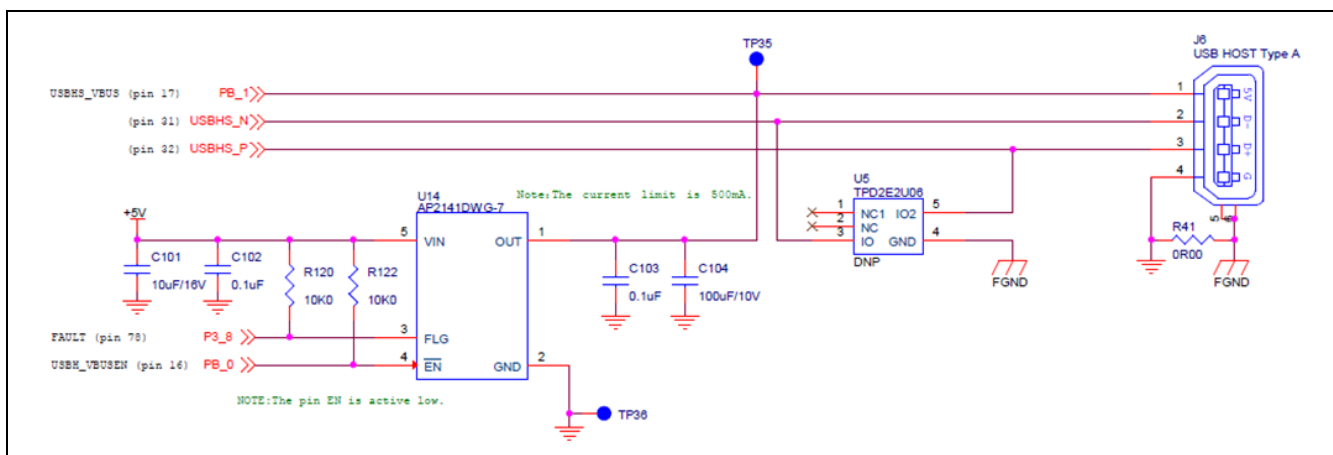 TP35
J6
USB HOST Type A
USBHS_VBUS (pin 17) PB_1 1 5V
(pin 31) USBHS_N 2 D-
(pin 32) USBHS_P 3 D+
4 G
U5
TPD2E2U06
1 NC1 IO2 5
2 NC
3 IO GND 4
DNP
FGND
5 6
R41
0R00
FGND
Note:The current limit is 500mA.
U14
AP2141DWG-7
+5V
5 VIN OUT 1
C101
10uF/16V
C102
0.1uF
R120
10K0
R122
10K0
C103
0.1uF
C104
100uF/10V
FAULT (pin 78) P3_8 3 FLG
USBH_VBUSEN (pin 16) PB_0 4 EN GND 2
NOTE:The pin EN is active low.
TP36